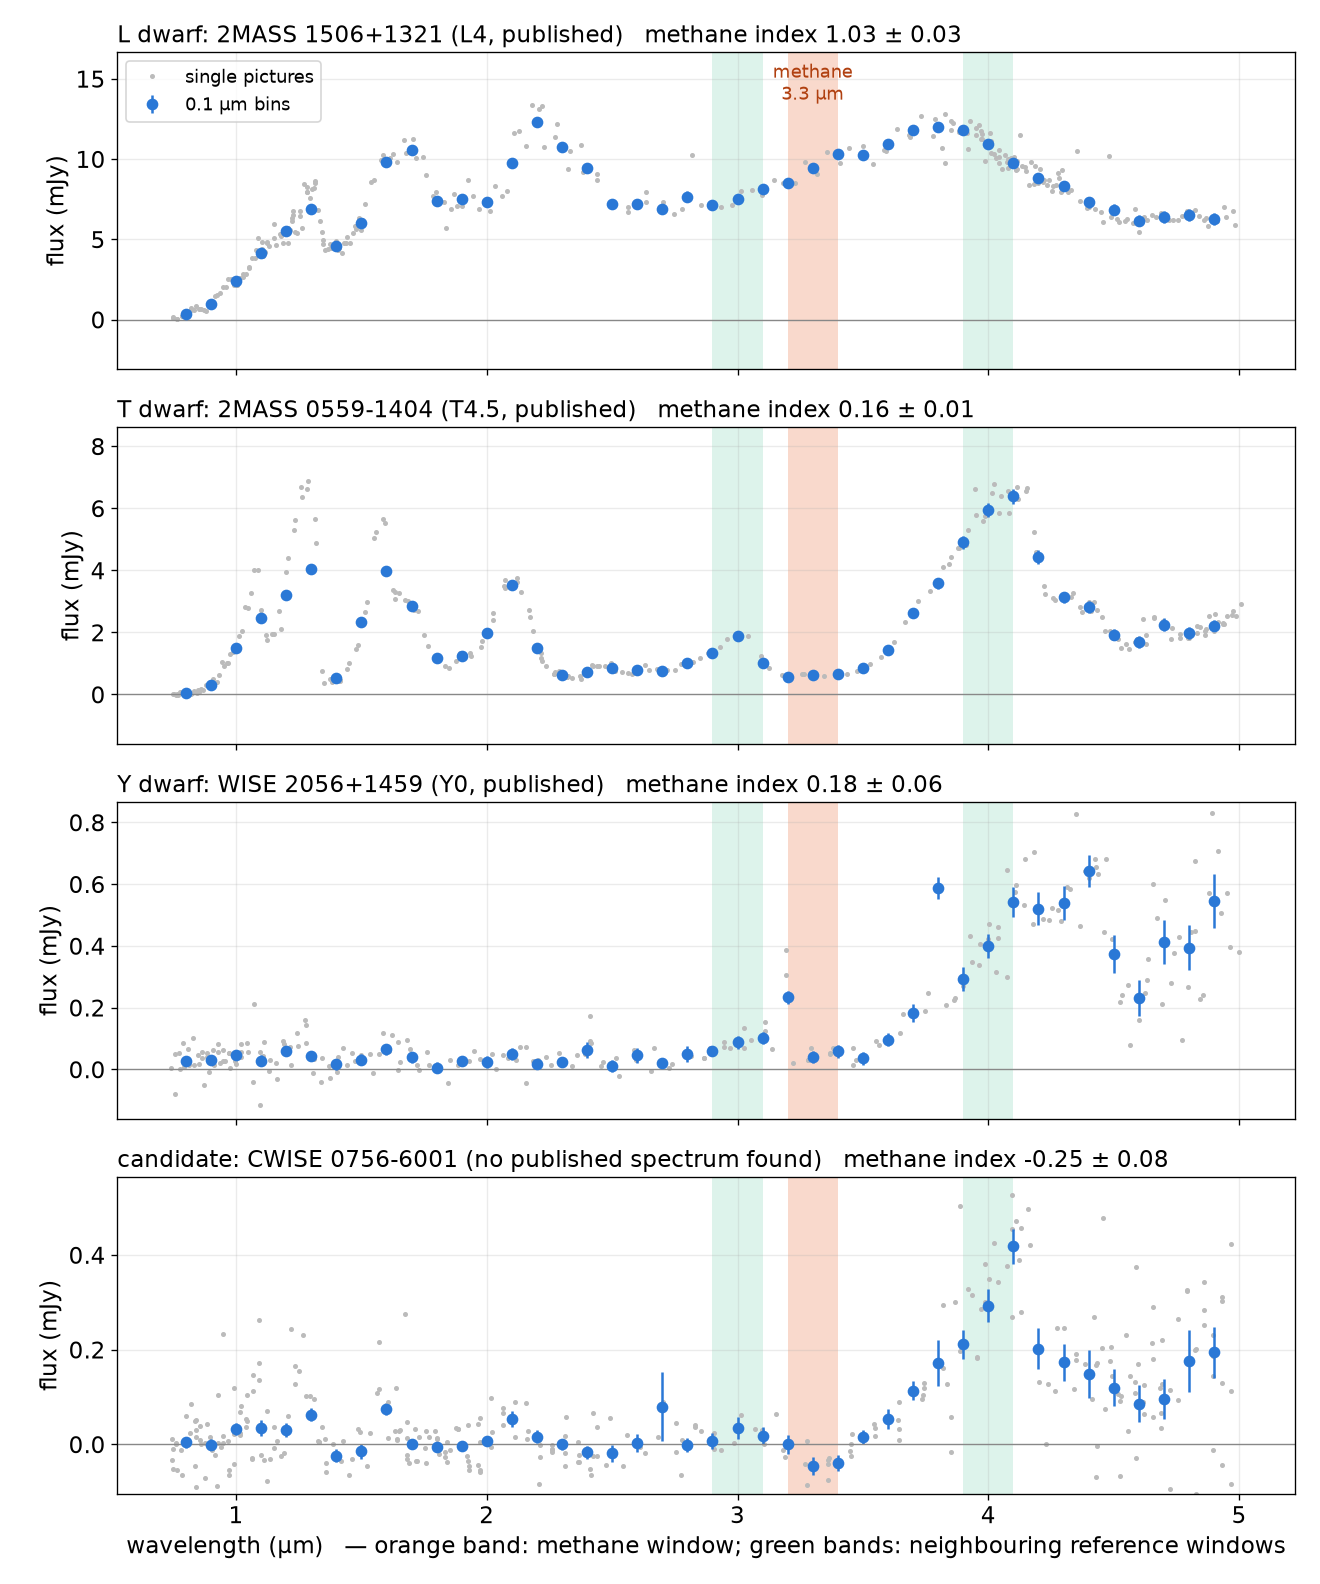 L dwarf: 2MASS 1506+1321 (L4, published)   methane index 1.03 ± 0.03
single pictures
0.1 µm bins
methane
3.3 µm
15
10
5
0
flux (mJy)
T dwarf: 2MASS 0559-1404 (T4.5, published)   methane index 0.16 ± 0.01
8
6
4
2
0
flux (mJy)
Y dwarf: WISE 2056+1459 (Y0, published)   methane index 0.18 ± 0.06
0.8
0.6
0.4
0.2
0.0
flux (mJy)
candidate: CWISE 0756-6001 (no published spectrum found)   methane index -0.25 ± 0.08
0.4
0.2
0.0
flux (mJy)
1 2 3 4 5
wavelength (µm)   — orange band: methane window; green bands: neighbouring reference windows